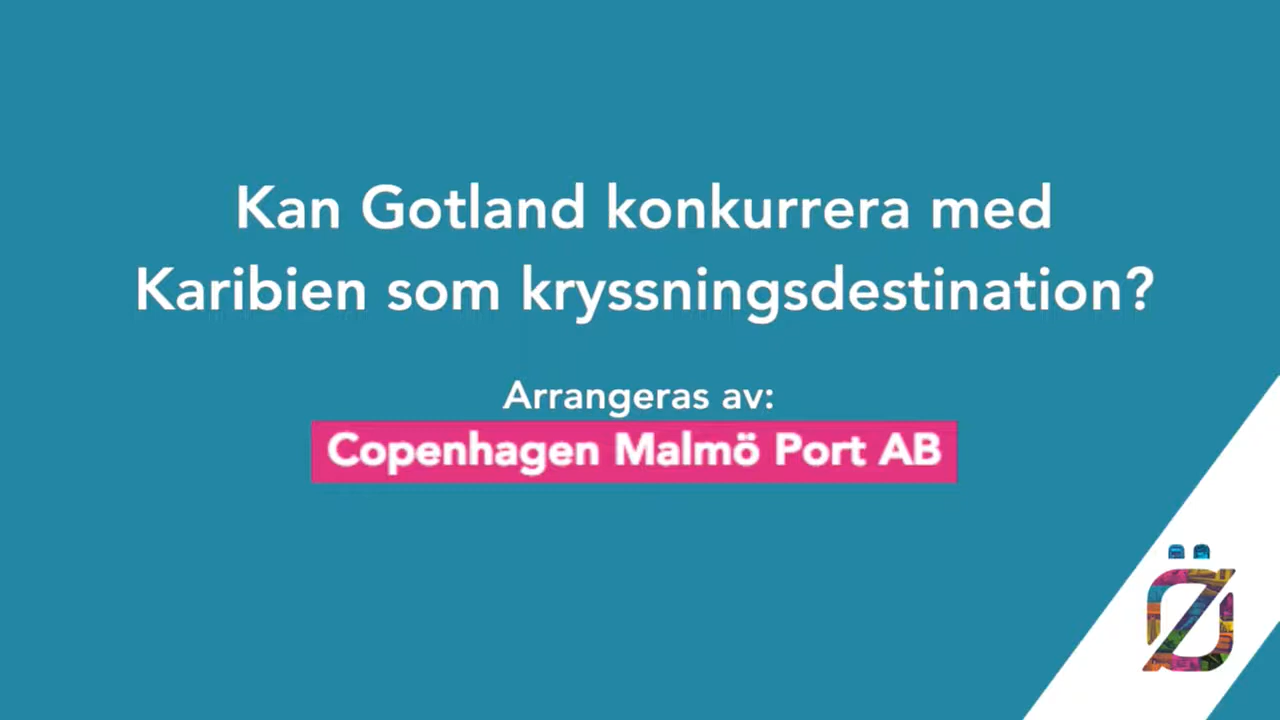 Kan Gotland konkurrera med
Karibien som kryssningsdestination?
Arrangeras av:
Copenhagen Malmö Port AB